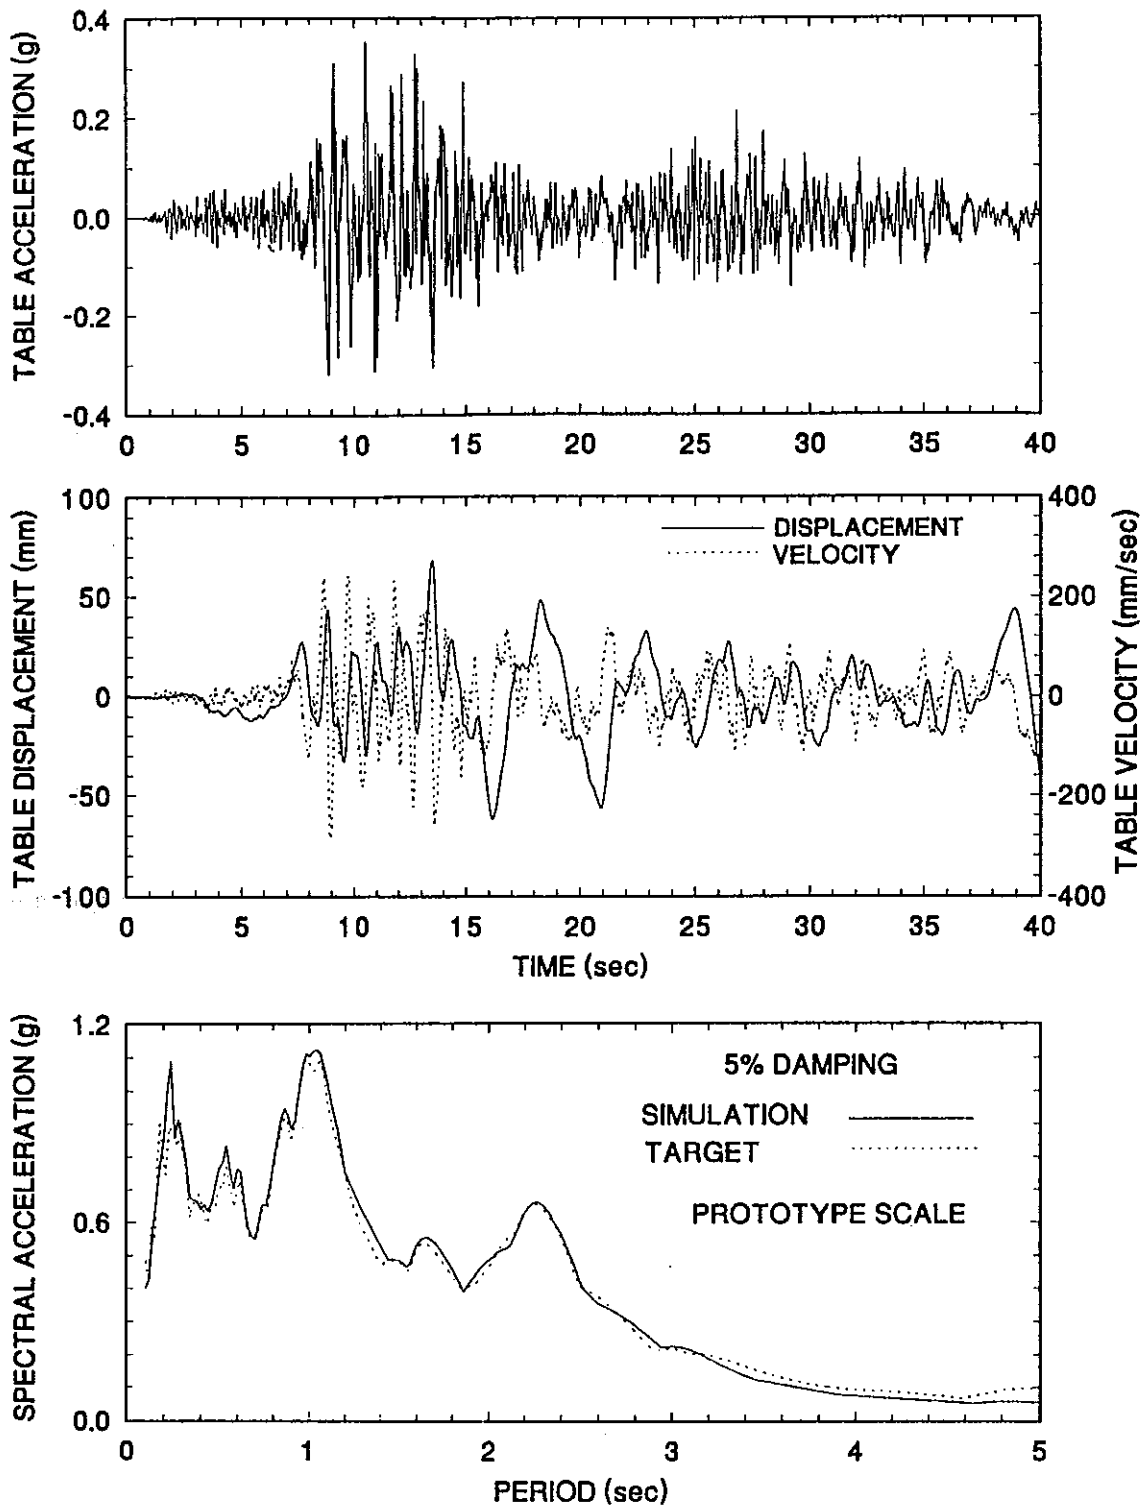 TABLE ACCELERATION (g)
0.4
0.2
0.0
-0.2
-0.4
0 5 10 15 20 25 30 35 40
TABLE DISPLACEMENT (mm)
100
50
0
-50
-100
DISPLACEMENT
VELOCITY
400
200
0
-200
-400
TABLE VELOCITY (mm/sec)
0 5 10 15 20 25 30 35 40
TIME (sec)
SPECTRAL ACCELERATION (g)
1.2
0.6
0.0
5% DAMPING
SIMULATION
TARGET
PROTOTYPE SCALE
0 1 2 3 4 5
PERIOD (sec)